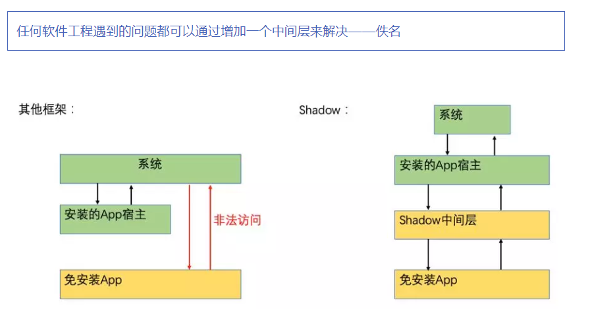 任何软件工程遇到的问题都可以通过增加一个中间层来解决——佚名
其他框架：
Shadow：
系统
安装的App宿主
非法访问
免安装App
系统
安装的App宿主
Shadow中间层
免安装App